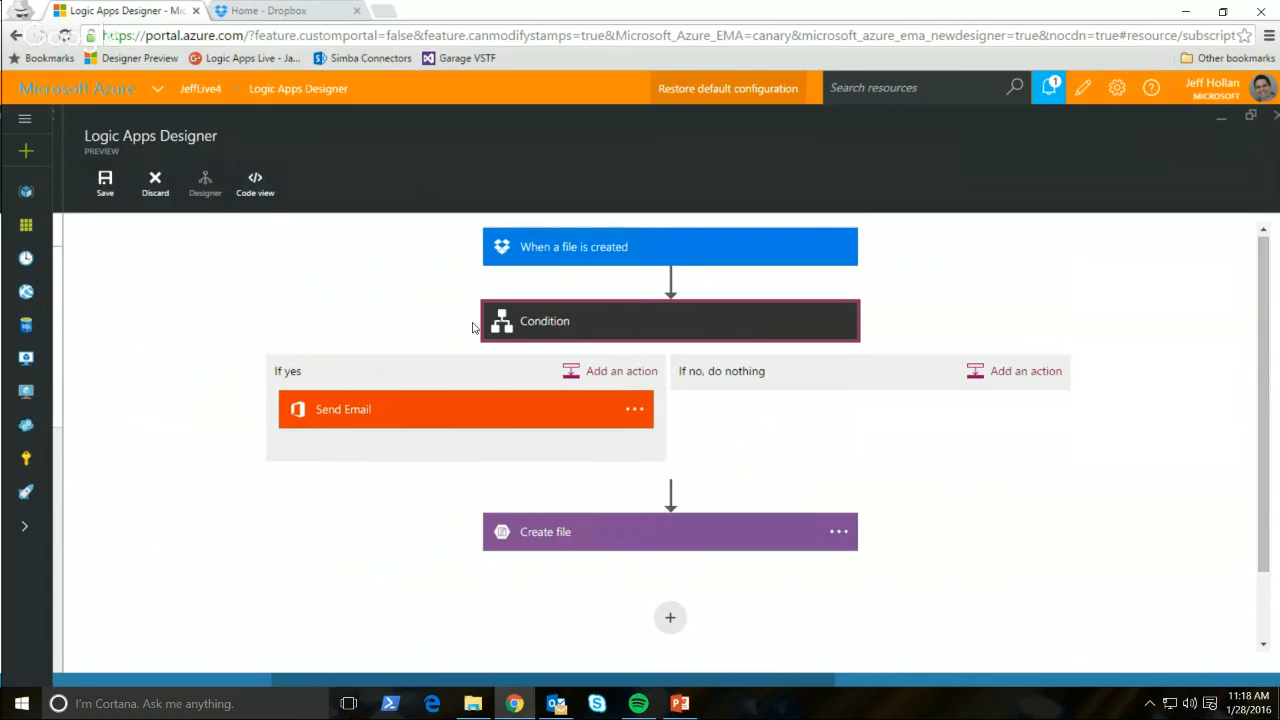 Logic Apps Designer - Mic
Home - Dropbox
https://portal.azure.com/?feature.customportal=false&feature.canmodifystamps=true&Microsoft_Azure_EMA=canary&microsoft_azure_ema_newdesigner=true&nocdn=true#resource/subscript
Bookmarks
Designer Preview
Logic Apps Live - Ja...
Simba Connectors
Garage VSTF
Other bookmarks
Microsoft Azure
JeffLive4
Logic Apps Designer
Restore default configuration
Search resources
1
Jeff Hollan
MICROSOFT
Logic Apps Designer
PREVIEW
Save
Discard
Designer
Code view
When a file is created
Condition
If yes
Add an action
If no, do nothing
Add an action
Send Email
Create file
I'm Cortana. Ask me anything.
11:18 AM
1/28/2016